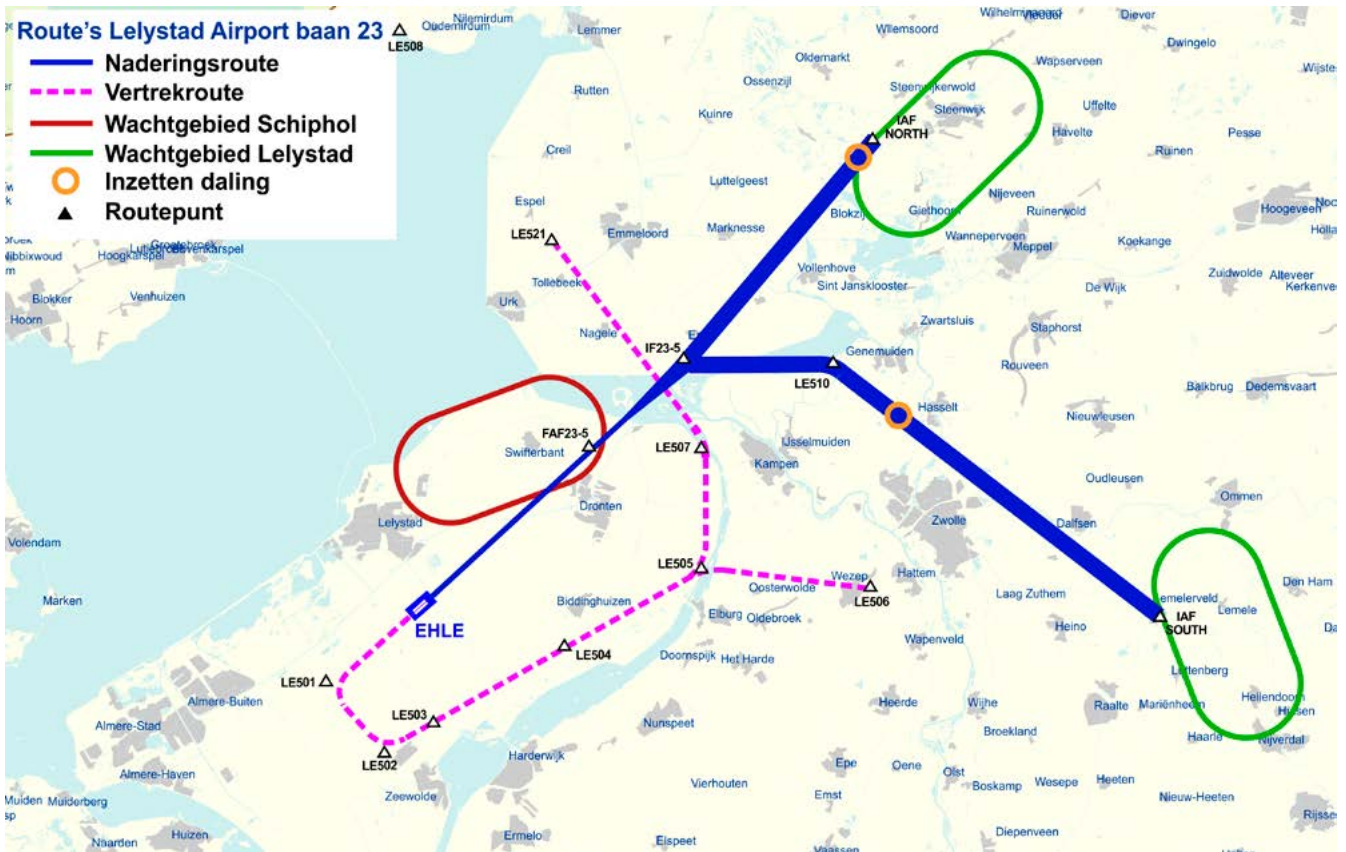 Route's Lelystad Airport baan 23
Naderingsroute
Vertrekroute
Wachtgebied Schiphol
Wachtgebied Lelystad
Inzetten daling
Routepunt
LE508
Oudemirdum
Nilemirdum
Lemmer
Rutten
Creil
Espel
LE521
Emmeloord
Tollebeek
Urk
Nagele
Luttelgeest
Marknesse
Kuinre
Ossenzijl
Oldemarkt
Steenwijkerwold
Steenwijk
IAF
NORTH
Wapserveen
Uffelte
Havelte
Diever
Dwingelo
Pesse
Ruinen
Blokzijl
Giethoorn
Nijeveen
Ruinerwold
Wanneperveen
Meppel
Koekange
Hoogeveen
Vollenhove
Sint Jansklooster
De Wijk
Zuidwolde
Alteveer
Zwartsluis
Staphorst
Rouveen
Genemuiden
IF23-5
LE510
Hasselt
Nieuwleusen
Balkbrug
Dedemsvaart
Grootebroek
Hoogkarspel
Venhuizen
Blokker
Hoorn
FAF23-5
Swifterbant
LE507
IJsselmuiden
Kampen
Oudleusen
Ommen
Dronten
Lelystad
Zwolle
Dalfsen
Volendam
Marken
EHLE
LE505
Biddinghuizen
Elburg
Oosterwolde
Oldebroek
Wezep
LE506
Hattem
Laag Zuthem
Heino
Lemelerveld
Lemele
Den Ham
IAF
SOUTH
Wapenveld
LE504
Doornspijk
Het Harde
LE501
LE503
LE502
Almere-Buiten
Almere-Stad
Almere-Haven
Zeewolde
Harderwijk
Nunspeet
Heerde
Wijhe
Broekland
Raalte
Mariënheem
Luttenberg
Hellendoorn
Haarle
Nijverdal
Epe
Oene
Olst
Boskamp
Wesepe
Heeten
Nieuw-Heeten
Vierhouten
Emst
Muiden
Muiderberg
Naarden
Huizen
Ermelo
Elspeet
Vaassen
Diepenveen